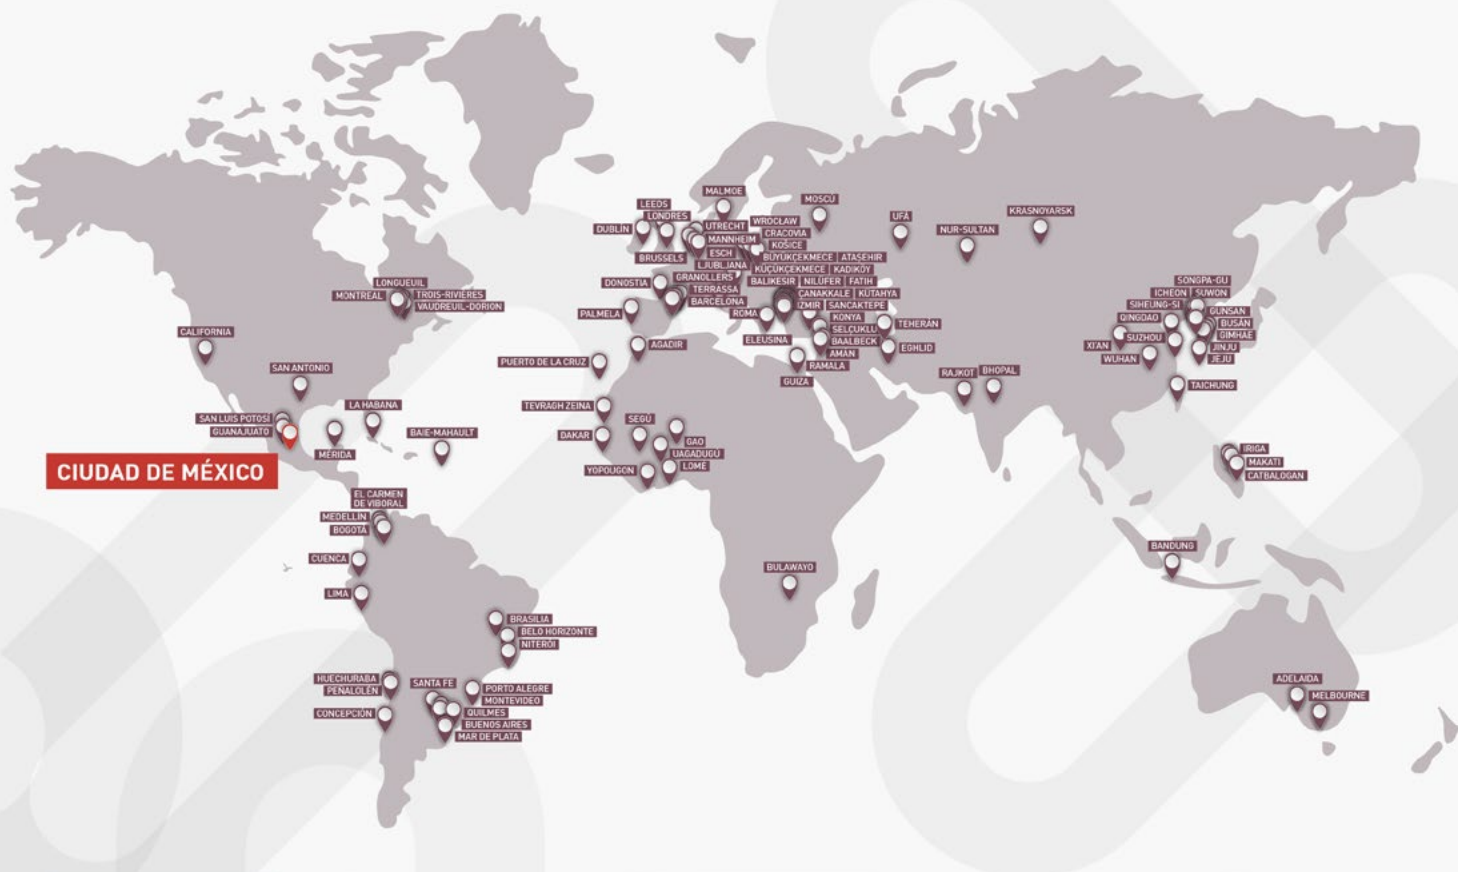 MALMOE
MOSCÚ
LEEDS
LONDRES
DUBLÍN
UTRECHT
WROCŁAW
CRACOVIA
MANNHEIM
KOŠICE
BRUSSELS
ESCH
LJUBLJANA
BÜYÜKÇEKMECE
ATAŞEHIR
KÜÇÜKÇEKMECE
KADIKÖY
UFÁ
NUR-SULTAN
KRASNOYARSK
DONOSTIA
GRANOLLERS
TERRASSA
BARCELONA
BALIKESIR
NILÜFER
FATIH
ÇANAKKALE
KÜTAHYA
IZMIR
SANCAKTEPE
KONYA
SELÇUKLU
PALMELA
ROMA
ELEUSINA
BAALBECK
AMÁN
RAMALA
GUIZA
TEHERÁN
EGHLID
LONGUEUIL
MONTREAL
TROIS-RIVIÈRES
VAUDREUIL-DORION
CALIFORNIA
SAN ANTONIO
SAN LUIS POTOSÍ
GUANAJUATO
CIUDAD DE MÉXICO
MÉRIDA
LA HABANA
BAIE-MAHAULT
AGADIR
PUERTO DE LA CRUZ
TEVRAGH ZEINA
DAKAR
SEGÚ
GAO
UAGADUGÚ
LOMÉ
YOPOUGON
SONGPA-GU
ICHEON
SUWON
SIHEUNG-SI
GUNSAN
QINGDAO
BUSÁN
GIMHAE
XI'AN
SUZHOU
JINJU
WUHAN
JEJU
RAJKOT
BHOPAL
TAICHUNG
IRIGA
MAKATI
CATBALOGAN
EL CARMEN
DE VIBORAL
MEDELLÍN
BOGOTÁ
CUENCA
LIMA
BRASILIA
BELO HORIZONTE
NITERÓI
HUECHURABA
PEÑALOLÉN
CONCEPCIÓN
SANTA FE
PORTO ALEGRE
MONTEVIDEO
QUILMES
BUENOS AIRES
MAR DE PLATA
BULAWAYO
BANDUNG
ADELAIDA
MELBOURNE